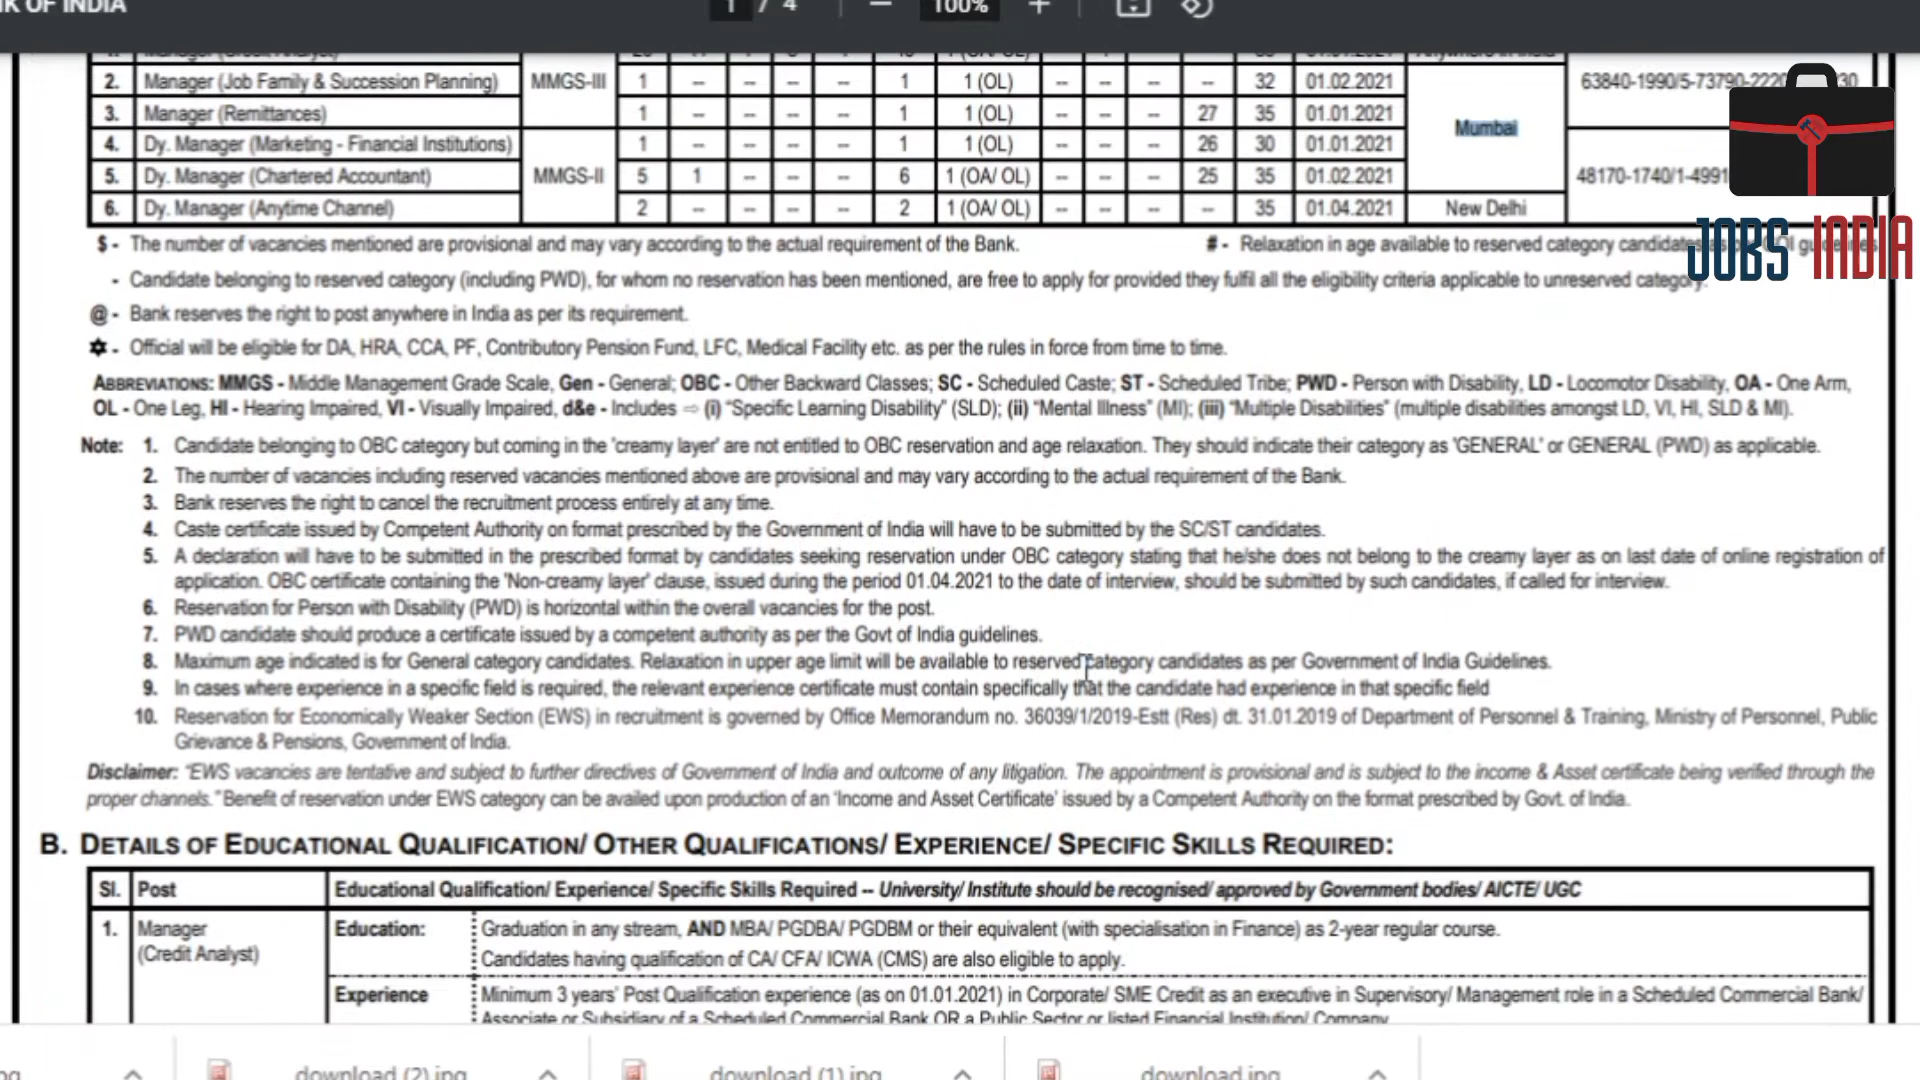 K OF INDIA
1 / 4
100%
2. Manager (Job Family & Succession Planning) MMGS-III 1 -- -- -- -- 1 1 (OL) -- -- -- -- 32 01.02.2021 63840-1990/5-73790-2220
3. Manager (Remittances) 1 -- -- -- -- 1 1 (OL) -- -- -- 27 35 01.01.2021 Mumbai
4. Dy. Manager (Marketing - Financial Institutions) 1 -- -- -- -- 1 1 (OL) -- -- -- 26 30 01.01.2021
5. Dy. Manager (Chartered Accountant) MMGS-II 5 1 -- -- -- 6 1 (OA/ OL) -- -- -- 25 35 01.02.2021 48170-1740/1-4991
6. Dy. Manager (Anytime Channel) 2 -- -- -- -- 2 1 (OA/ OL) -- -- -- -- 35 01.04.2021 New Delhi
JOBS INDIA
$ - The number of vacancies mentioned are provisional and may vary according to the actual requirement of the Bank. # - Relaxation in age available to reserved category candidates
- Candidate belonging to reserved category (including PWD), for whom no reservation has been mentioned, are free to apply for provided they fulfil all the eligibility criteria applicable to unreserved category.
@ - Bank reserves the right to post anywhere in India as per its requirement.
✡ - Official will be eligible for DA, HRA, CCA, PF, Contributory Pension Fund, LFC, Medical Facility etc. as per the rules in force from time to time.
ABBREVIATIONS: MMGS - Middle Management Grade Scale, Gen - General; OBC - Other Backward Classes; SC - Scheduled Caste; ST - Scheduled Tribe; PWD - Person with Disability, LD - Locomotor Disability, OA - One Arm,
OL - One Leg, HI - Hearing Impaired, VI - Visually Impaired, d&e - Includes ⇨ (i) "Specific Learning Disability" (SLD); (ii) "Mental Illness" (MI); (iii) "Multiple Disabilities" (multiple disabilities amongst LD, VI, HI, SLD & MI).
Note: 1. Candidate belonging to OBC category but coming in the 'creamy layer' are not entitled to OBC reservation and age relaxation. They should indicate their category as 'GENERAL' or GENERAL (PWD) as applicable.
2. The number of vacancies including reserved vacancies mentioned above are provisional and may vary according to the actual requirement of the Bank.
3. Bank reserves the right to cancel the recruitment process entirely at any time.
4. Caste certificate issued by Competent Authority on format prescribed by the Government of India will have to be submitted by the SC/ST candidates.
5. A declaration will have to be submitted in the prescribed format by candidates seeking reservation under OBC category stating that he/she does not belong to the creamy layer as on last date of online registration of
application. OBC certificate containing the 'Non-creamy layer' clause, issued during the period 01.04.2021 to the date of interview, should be submitted by such candidates, if called for interview.
6. Reservation for Person with Disability (PWD) is horizontal within the overall vacancies for the post.
7. PWD candidate should produce a certificate issued by a competent authority as per the Govt of India guidelines.
8. Maximum age indicated is for General category candidates. Relaxation in upper age limit will be available to reserved category candidates as per Government of India Guidelines.
9. In cases where experience in a specific field is required, the relevant experience certificate must contain specifically that the candidate had experience in that specific field
10. Reservation for Economically Weaker Section (EWS) in recruitment is governed by Office Memorandum no. 36039/1/2019-Estt (Res) dt. 31.01.2019 of Department of Personnel & Training, Ministry of Personnel, Public
Grievance & Pensions, Government of India.
Disclaimer: "EWS vacancies are tentative and subject to further directives of Government of India and outcome of any litigation. The appointment is provisional and is subject to the income & Asset certificate being verified through the
proper channels." Benefit of reservation under EWS category can be availed upon production of an 'Income and Asset Certificate' issued by a Competent Authority on the format prescribed by Govt. of India.
B. DETAILS OF EDUCATIONAL QUALIFICATION/ OTHER QUALIFICATIONS/ EXPERIENCE/ SPECIFIC SKILLS REQUIRED:
Sl. Post Educational Qualification/ Experience/ Specific Skills Required -- University/ Institute should be recognised/ approved by Government bodies/ AICTE/ UGC
1. Manager Education: Graduation in any stream, AND MBA/ PGDBA/ PGDBM or their equivalent (with specialisation in Finance) as 2-year regular course.
(Credit Analyst) Candidates having qualification of CA/ CFA/ ICWA (CMS) are also eligible to apply.
Experience Minimum 3 years' Post Qualification experience (as on 01.01.2021) in Corporate/ SME Credit as an executive in Supervisory/ Management role in a Scheduled Commercial Bank/
Associate or Subsidiary of a Scheduled Commercial Bank OR a Public Sector or listed Financial Institution/ Company
download (2).jpg download (1).jpg download.jpg